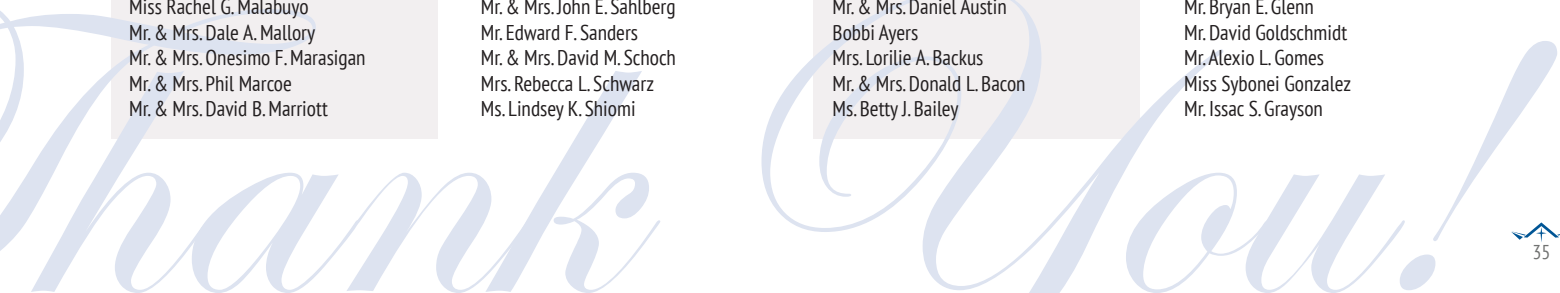 Miss Rachel G. Malabuyo
Mr. & Mrs. Dale A. Mallory
Mr. & Mrs. Onesimo F. Marasigan
Mr. & Mrs. Phil Marcoe
Mr. & Mrs. David B. Marriott
Mr. & Mrs. John E. Sahlberg
Mr. Edward F. Sanders
Mr. & Mrs. David M. Schoch
Mrs. Rebecca L. Schwarz
Ms. Lindsey K. Shiomi
Mr. & Mrs. Daniel Austin
Bobbi Ayers
Mrs. Lorilie A. Backus
Mr. & Mrs. Donald L. Bacon
Ms. Betty J. Bailey
Mr. Bryan E. Glenn
Mr. David Goldschmidt
Mr. Alexio L. Gomes
Miss Sybonei Gonzalez
Mr. Issac S. Grayson
Thank You!
35